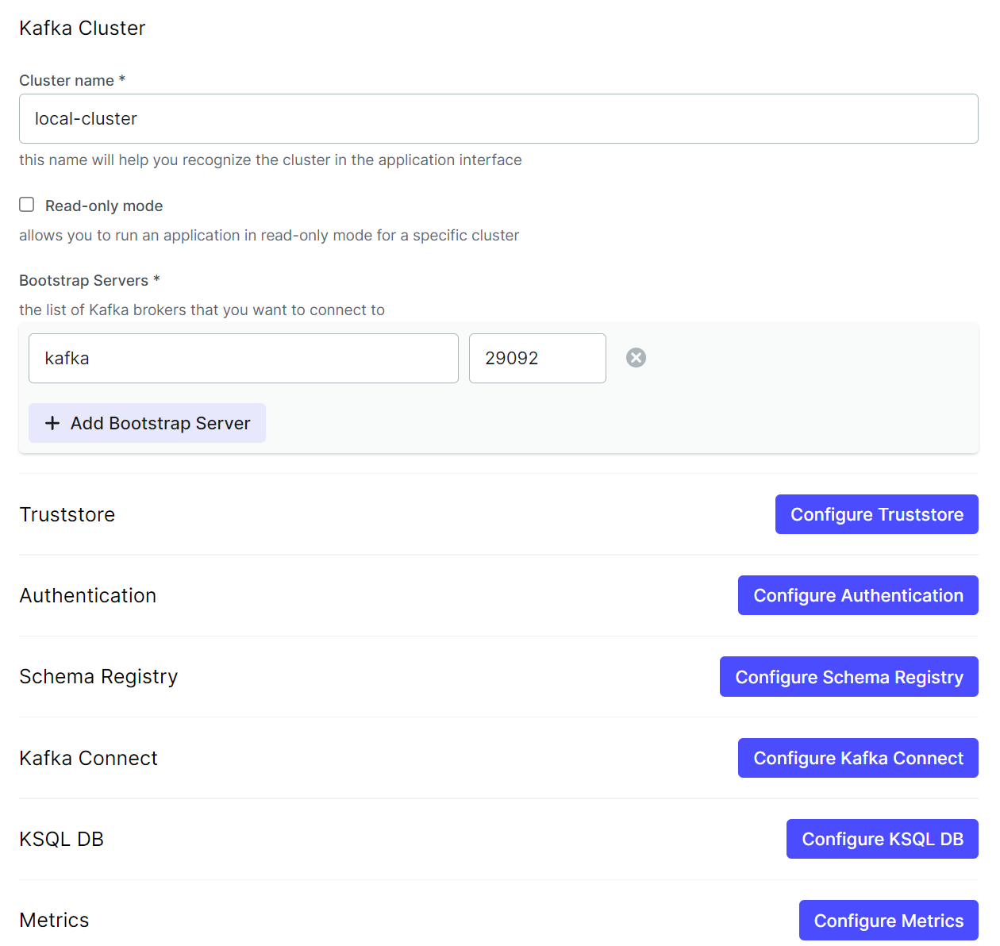 Kafka Cluster
Cluster name *
local-cluster
this name will help you recognize the cluster in the application interface
Read-only mode
allows you to run an application in read-only mode for a specific cluster
Bootstrap Servers *
the list of Kafka brokers that you want to connect to
kafka 29092
Add Bootstrap Server
Truststore Configure Truststore
Authentication Configure Authentication
Schema Registry Configure Schema Registry
Kafka Connect Configure Kafka Connect
KSQL DB Configure KSQL DB
Metrics Configure Metrics